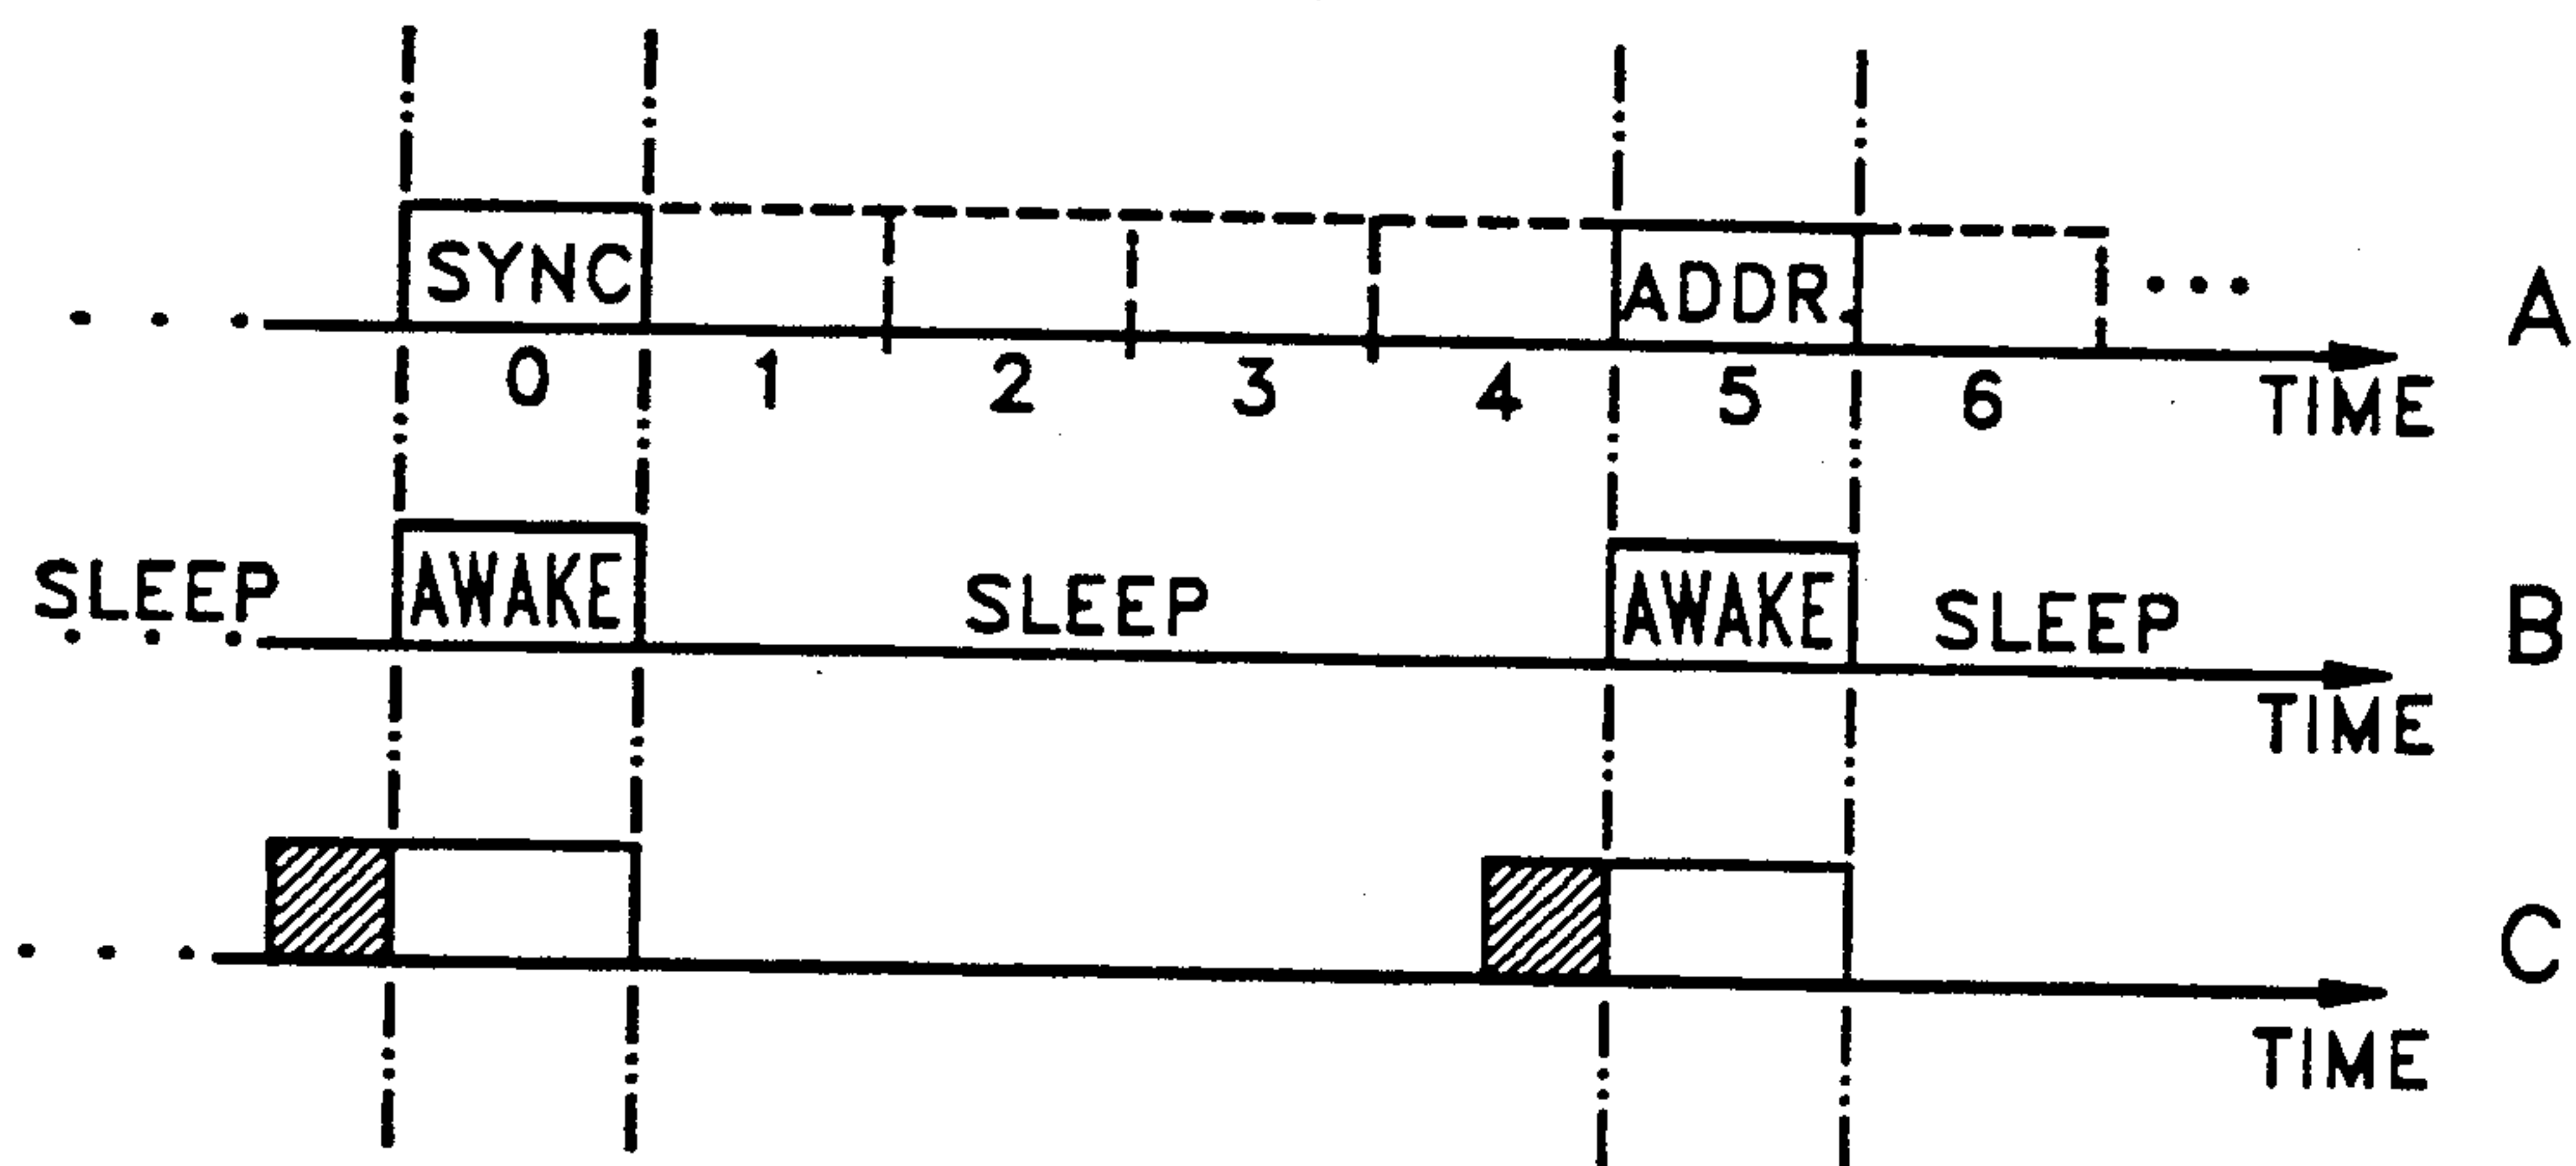 SYNC ADDR. ... A
0 1 2 3 4 5 6 TIME
SLEEP AWAKE SLEEP AWAKE SLEEP B
TIME
C
TIME